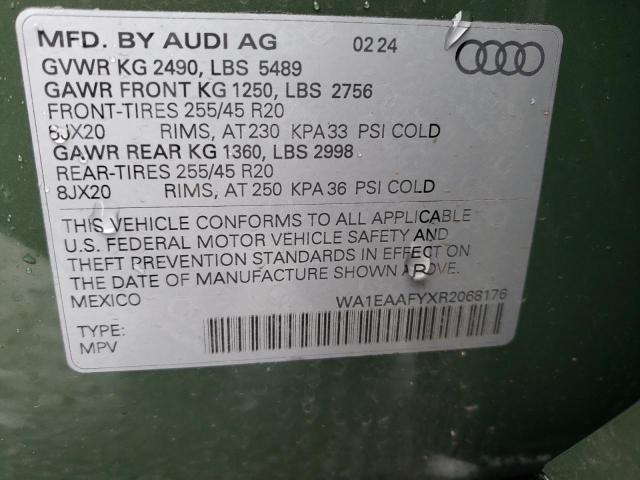 MFD. BY AUDI AG 02 24
GVWR KG 2490, LBS 5489
GAWR FRONT KG 1250, LBS 2756
FRONT-TIRES 255/45 R20
8JX20 RIMS, AT 230 KPA 33 PSI COLD
GAWR REAR KG 1360, LBS 2998
REAR-TIRES 255/45 R20
8JX20 RIMS, AT 250 KPA 36 PSI COLD
THIS VEHICLE CONFORMS TO ALL APPLICABLE
U.S. FEDERAL MOTOR VEHICLE SAFETY AND
THEFT PREVENTION STANDARDS IN EFFECT ON
THE DATE OF MANUFACTURE SHOWN ABOVE.
MEXICO WA1EAAFYXR2068176
TYPE:
MPV